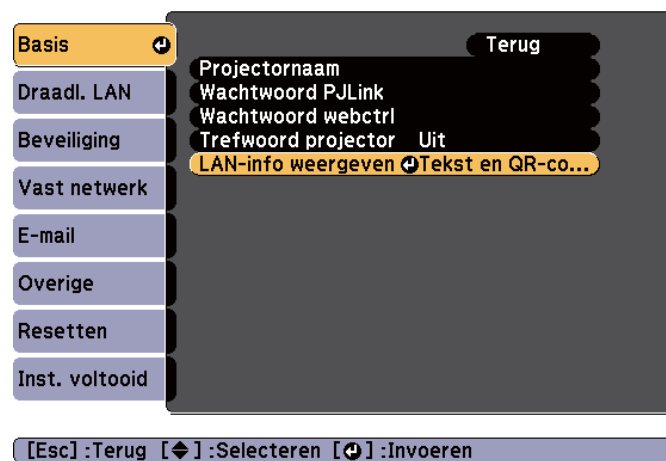 Basis
Draadl. LAN
Beveiliging
Vast netwerk
E-mail
Overige
Resetten
Inst. voltooid
Terug
Projectornaam
Wachtwoord PJLink
Wachtwoord webctrl
Trefwoord projector Uit
LAN-info weergeven Tekst en QR-co...
[Esc] :Terug [◆] :Selecteren [↵] :Invoeren